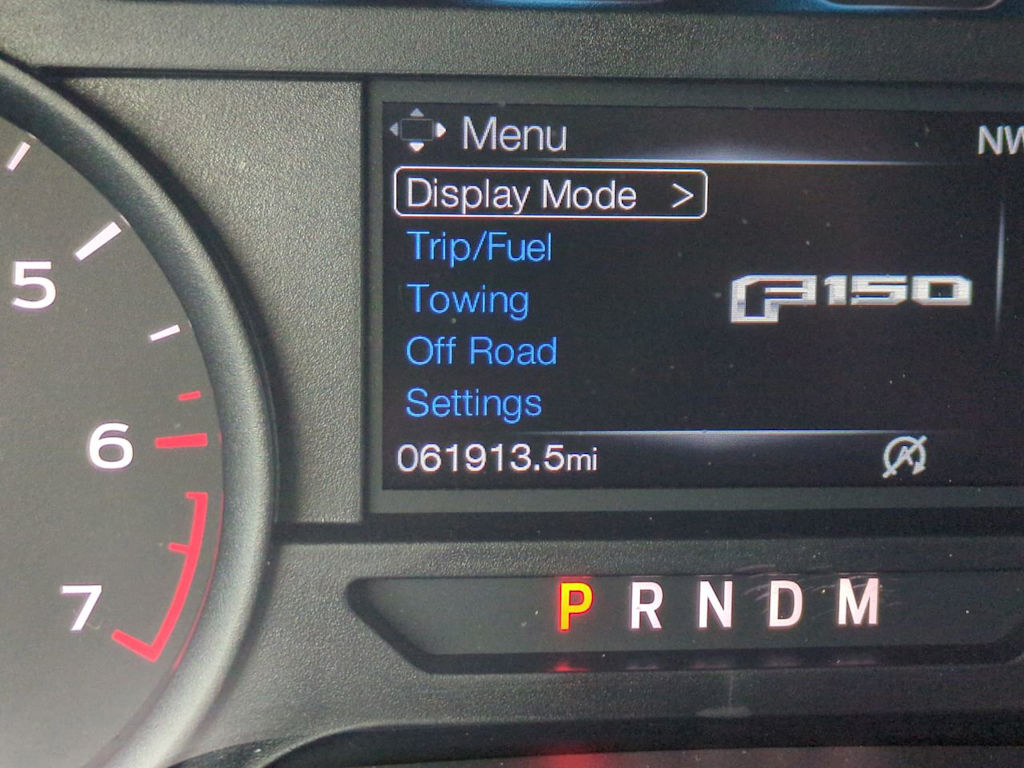 Menu
NW
Display Mode >
Trip/Fuel
Towing
F150
Off Road
Settings
061913.5mi
A
5
6
7
P R N D M